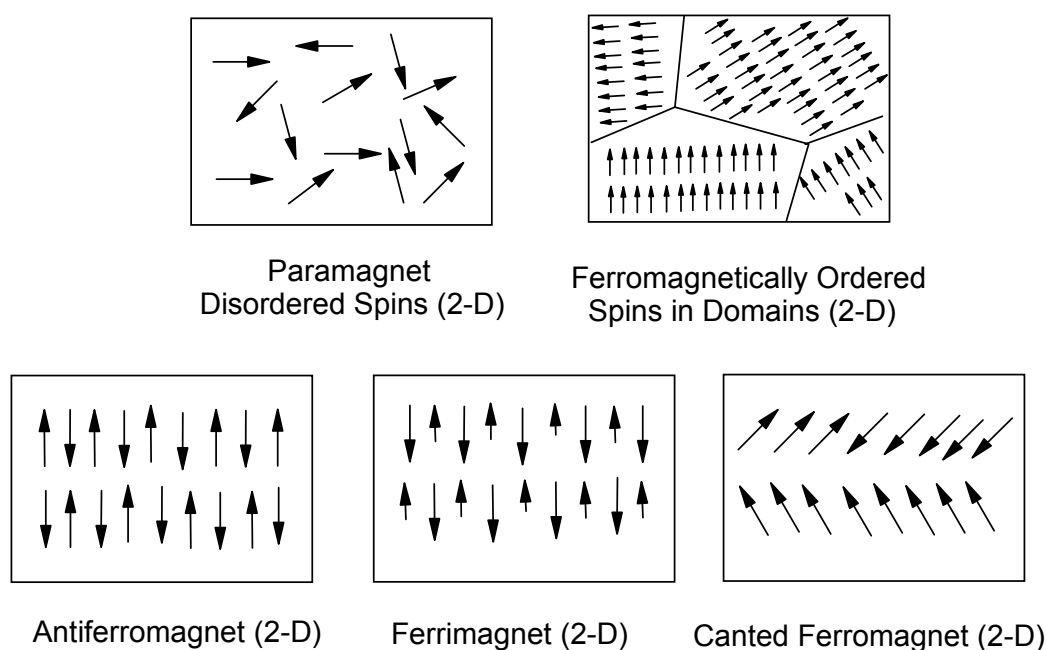 Paramagnet
Disordered Spins (2-D)
Ferromagnetically Ordered
Spins in Domains (2-D)
Antiferromagnet (2-D)
Ferrimagnet (2-D)
Canted Ferromagnet (2-D)